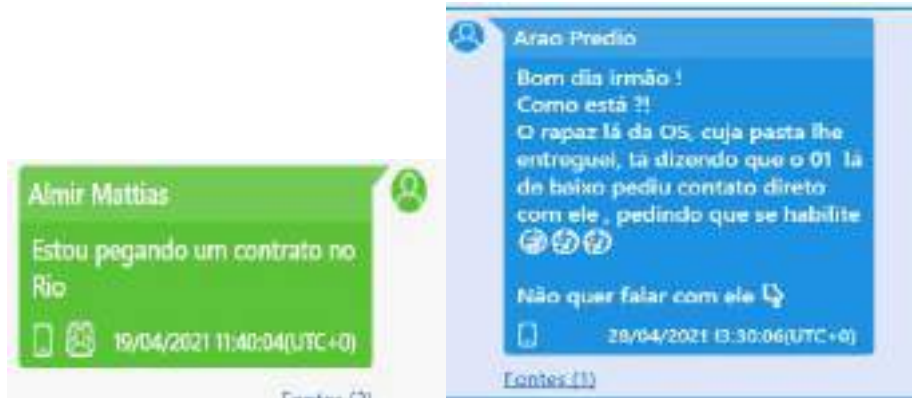 Almir Mattias
Estou pegando um contrato no
Rio
19/04/2021 11:40:04(UTC+0)
Arao Predio
Bom dia irmão !
Como está ?!
O rapaz lá da OS, cuja pasta lhe
entreguei, tá dizendo que o 01 lá
de baixo pediu contato direto
com ele , pedindo que se habilite
Não quer falar com ele
28/04/2021 13:30:06(UTC+0)
Fontes (1)